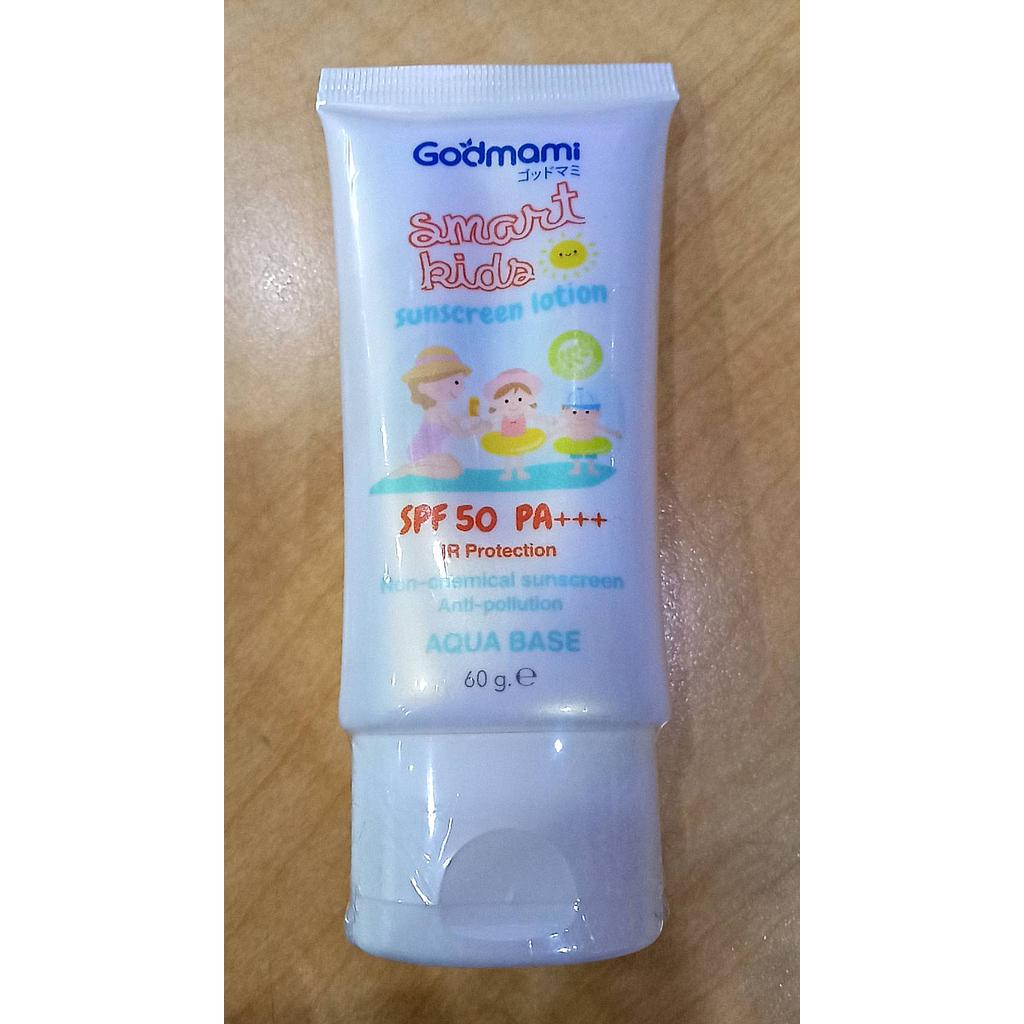 Godmami
ゴッドマミ
smart
kids
sunscreen lotion
SPF 50 PA+++
IR Protection
Non-chemical sunscreen
Anti-pollution
AQUA BASE
60 g. ℮